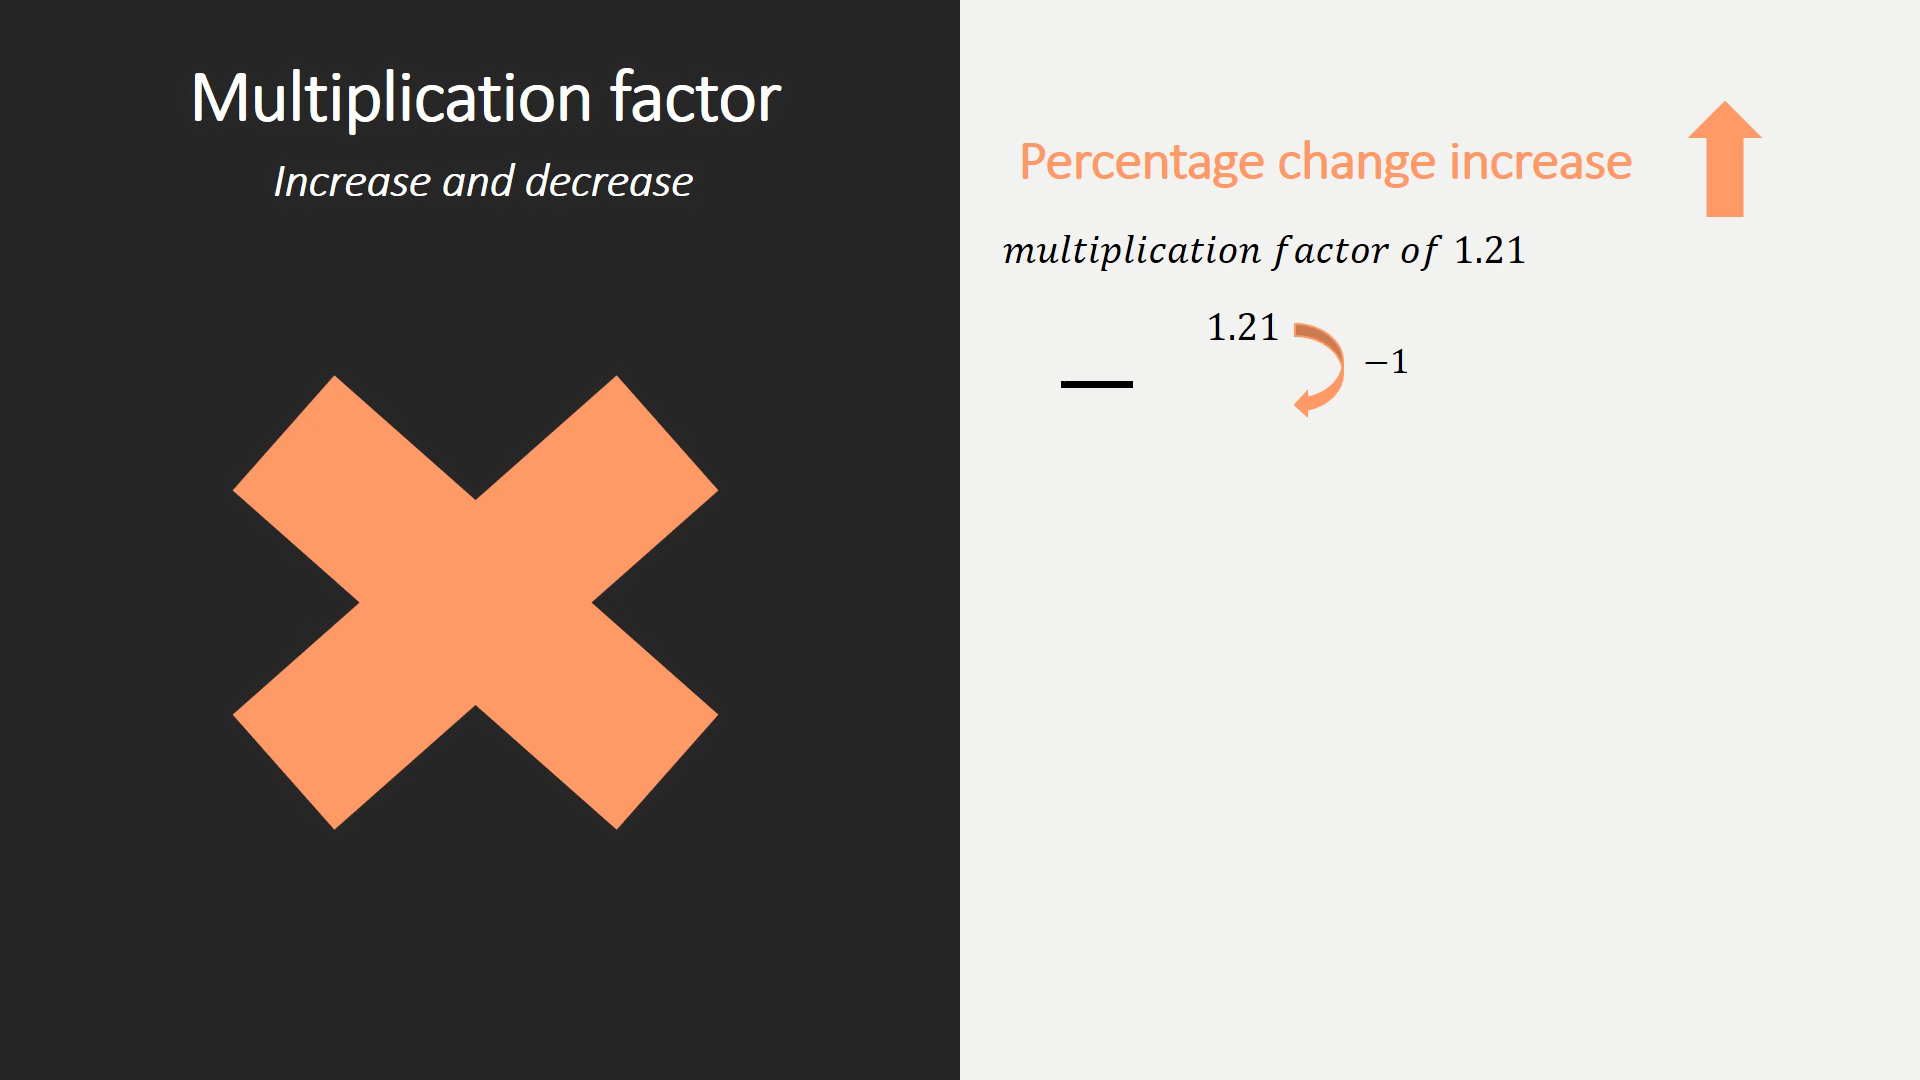 Multiplication factor
Increase and decrease
Percentage change increase
multiplication factor of 1.21
1.21
−1